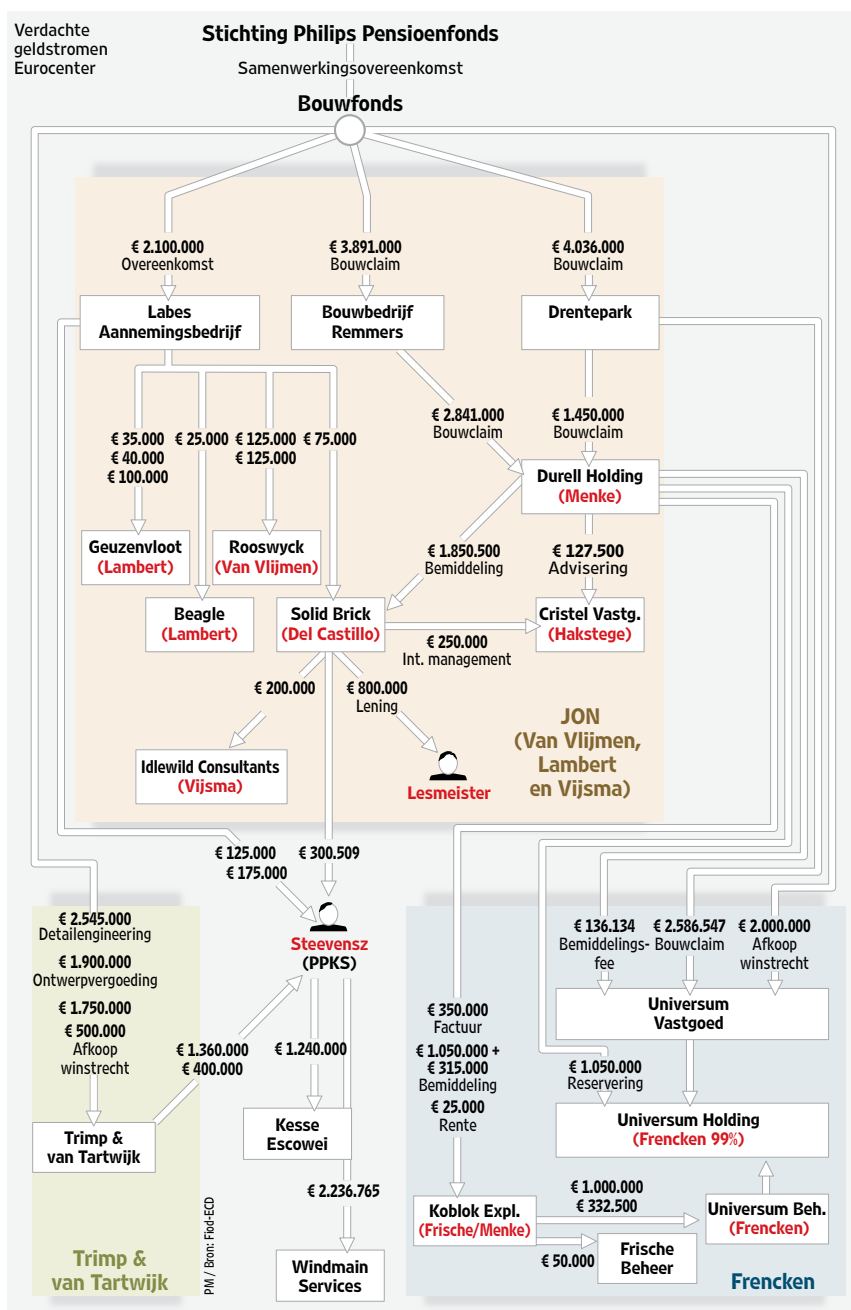 Verdachte
geldstromen
Eurocenter
Stichting Philips Pensioenfonds
Samenwerkingsovereenkomst
Bouwfonds
€ 2.100.000
Overeenkomst
€ 3.891.000
Bouwclaim
€ 4.036.000
Bouwclaim
Labes
Aannemingsbedrijf
Bouwbedrijf
Remmers
Drentepark
€ 35.000
€ 40.000
€ 100.000
€ 25.000
€ 125.000
€ 125.000
€ 75.000
€ 2.841.000
Bouwclaim
€ 1.450.000
Bouwclaim
Durell Holding
(Menke)
Geuzenvloot
(Lambert)
Rooswyck
(Van Vlijmen)
€ 1.850.500
Bemiddeling
€ 127.500
Advisering
Beagle
(Lambert)
Solid Brick
(Del Castillo)
Cristel Vastg.
(Hakstege)
€ 250.000
Int. management
€ 200.000
€ 800.000
Lening
Idlewild Consultants
(Vijsma)
Lesmeister
JON
(Van Vlijmen,
Lambert
en Vijsma)
€ 125.000
€ 175.000
€ 300.509
Steevensz
(PPKS)
€ 2.545.000
Detailengineering
€ 1.900.000
Ontwerpvergoeding
€ 1.750.000
€ 500.000
Afkoop
winstrecht
€ 1.360.000
€ 400.000
€ 1.240.000
Trimp &
van Tartwijk
Kesse
Escowei
€ 2.236.765
Windmain
Services
Trimp &
van Tartwijk
PM / Bron: Fiod-ECD
€ 136.134
Bemiddelings-
fee
€ 2.586.547
Bouwclaim
€ 2.000.000
Afkoop
winstrecht
Universum
Vastgoed
€ 350.000
Factuur
€ 1.050.000 +
€ 315.000
Bemiddeling
€ 25.000
Rente
€ 1.050.000
Reservering
Universum Holding
(Frencken 99%)
Koblok Expl.
(Frische/Menke)
€ 1.000.000
€ 332.500
Universum Beh.
(Frencken)
€ 50.000
Frische
Beheer
Frencken